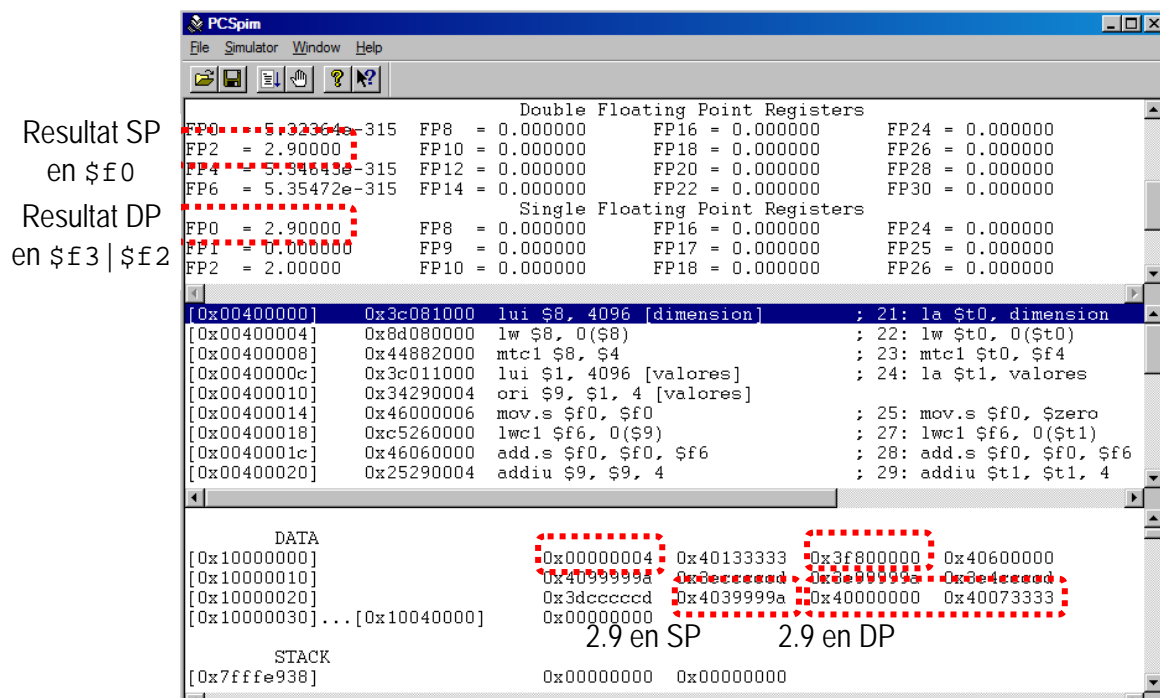 PCSpim
File Simulator Window Help
Resultat SP
en $f0
Resultat DP
en $f3|$f2
Double Floating Point Registers
FP0 = 5.32364e-315 FP8 = 0.000000 FP16 = 0.000000 FP24 = 0.000000
FP2 = 2.90000 FP10 = 0.000000 FP18 = 0.000000 FP26 = 0.000000
FP4 = 5.34643e-315 FP12 = 0.000000 FP20 = 0.000000 FP28 = 0.000000
FP6 = 5.35472e-315 FP14 = 0.000000 FP22 = 0.000000 FP30 = 0.000000
Single Floating Point Registers
FP0 = 2.90000 FP8 = 0.000000 FP16 = 0.000000 FP24 = 0.000000
FP1 = 0.000000 FP9 = 0.000000 FP17 = 0.000000 FP25 = 0.000000
FP2 = 2.00000 FP10 = 0.000000 FP18 = 0.000000 FP26 = 0.000000
[0x00400000] 0x3c081000 lui $8, 4096 [dimension] ; 21: la $t0, dimension
[0x00400004] 0x8d080000 lw $8, 0($8) ; 22: lw $t0, 0($t0)
[0x00400008] 0x44882000 mtc1 $8, $4 ; 23: mtc1 $t0, $f4
[0x0040000c] 0x3c011000 lui $1, 4096 [valores] ; 24: la $t1, valores
[0x00400010] 0x34290004 ori $9, $1, 4 [valores]
[0x00400014] 0x46000006 mov.s $f0, $f0 ; 25: mov.s $f0, $zero
[0x00400018] 0xc5260000 lwc1 $f6, 0($9) ; 27: lwc1 $f6, 0($t1)
[0x0040001c] 0x46060000 add.s $f0, $f0, $f6 ; 28: add.s $f0, $f0, $f6
[0x00400020] 0x25290004 addiu $9, $9, 4 ; 29: addiu $t1, $t1, 4
DATA
[0x10000000] 0x00000004 0x40133333 0x3f800000 0x40600000
[0x10000010] 0x4099999a 0x3ecccccd 0x3e99999a 0x3e4ccccd
[0x10000020] 0x3dcccccd 0x4039999a 0x40000000 0x40073333
[0x10000030]...[0x10040000] 0x00000000
2.9 en SP 2.9 en DP
STACK
[0x7fffe938] 0x00000000 0x00000000